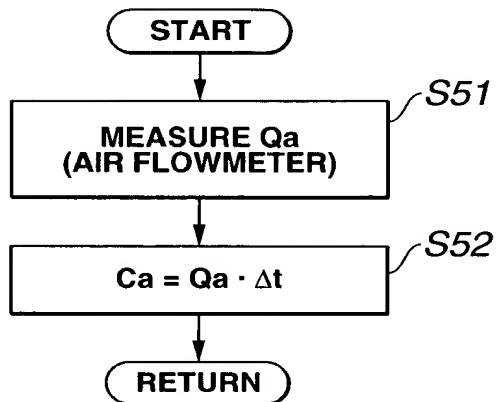 START
S51
MEASURE Qa
(AIR FLOWMETER)
S52
Ca = Qa · Δt
RETURN